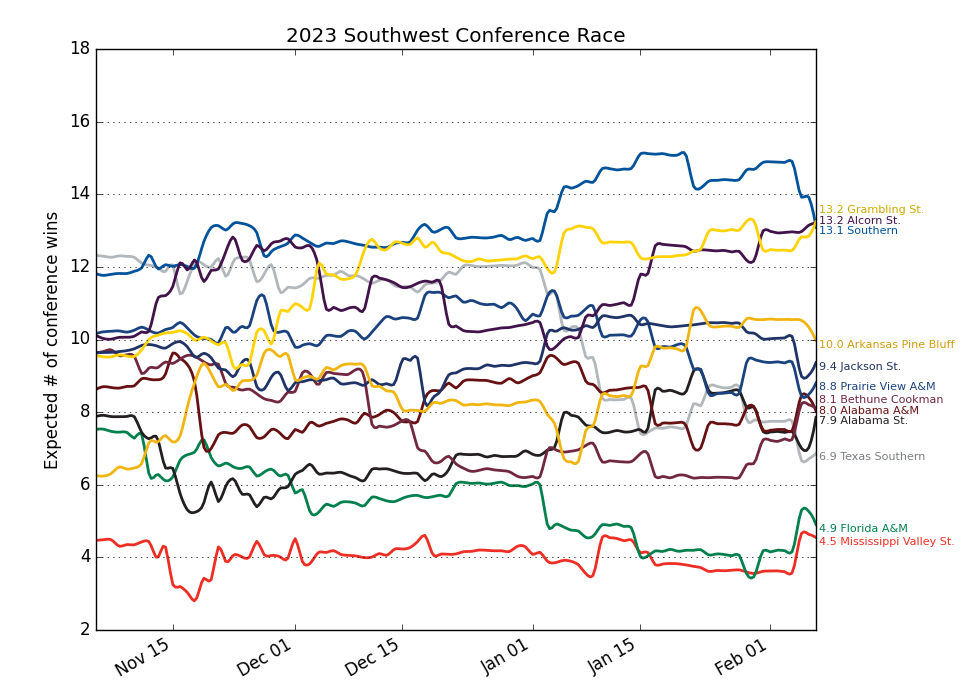 2023 Southwest Conference Race
Expected # of conference wins
18
16
14
12
10
8
6
4
2
Nov 15
Dec 01
Dec 15
Jan 01
Jan 15
Feb 01
13.2 Grambling St.
13.2 Alcorn St.
13.1 Southern
10.0 Arkansas Pine Bluff
9.4 Jackson St.
8.8 Prairie View A&M
8.1 Bethune Cookman
8.0 Alabama A&M
7.9 Alabama St.
6.9 Texas Southern
4.9 Florida A&M
4.5 Mississippi Valley St.